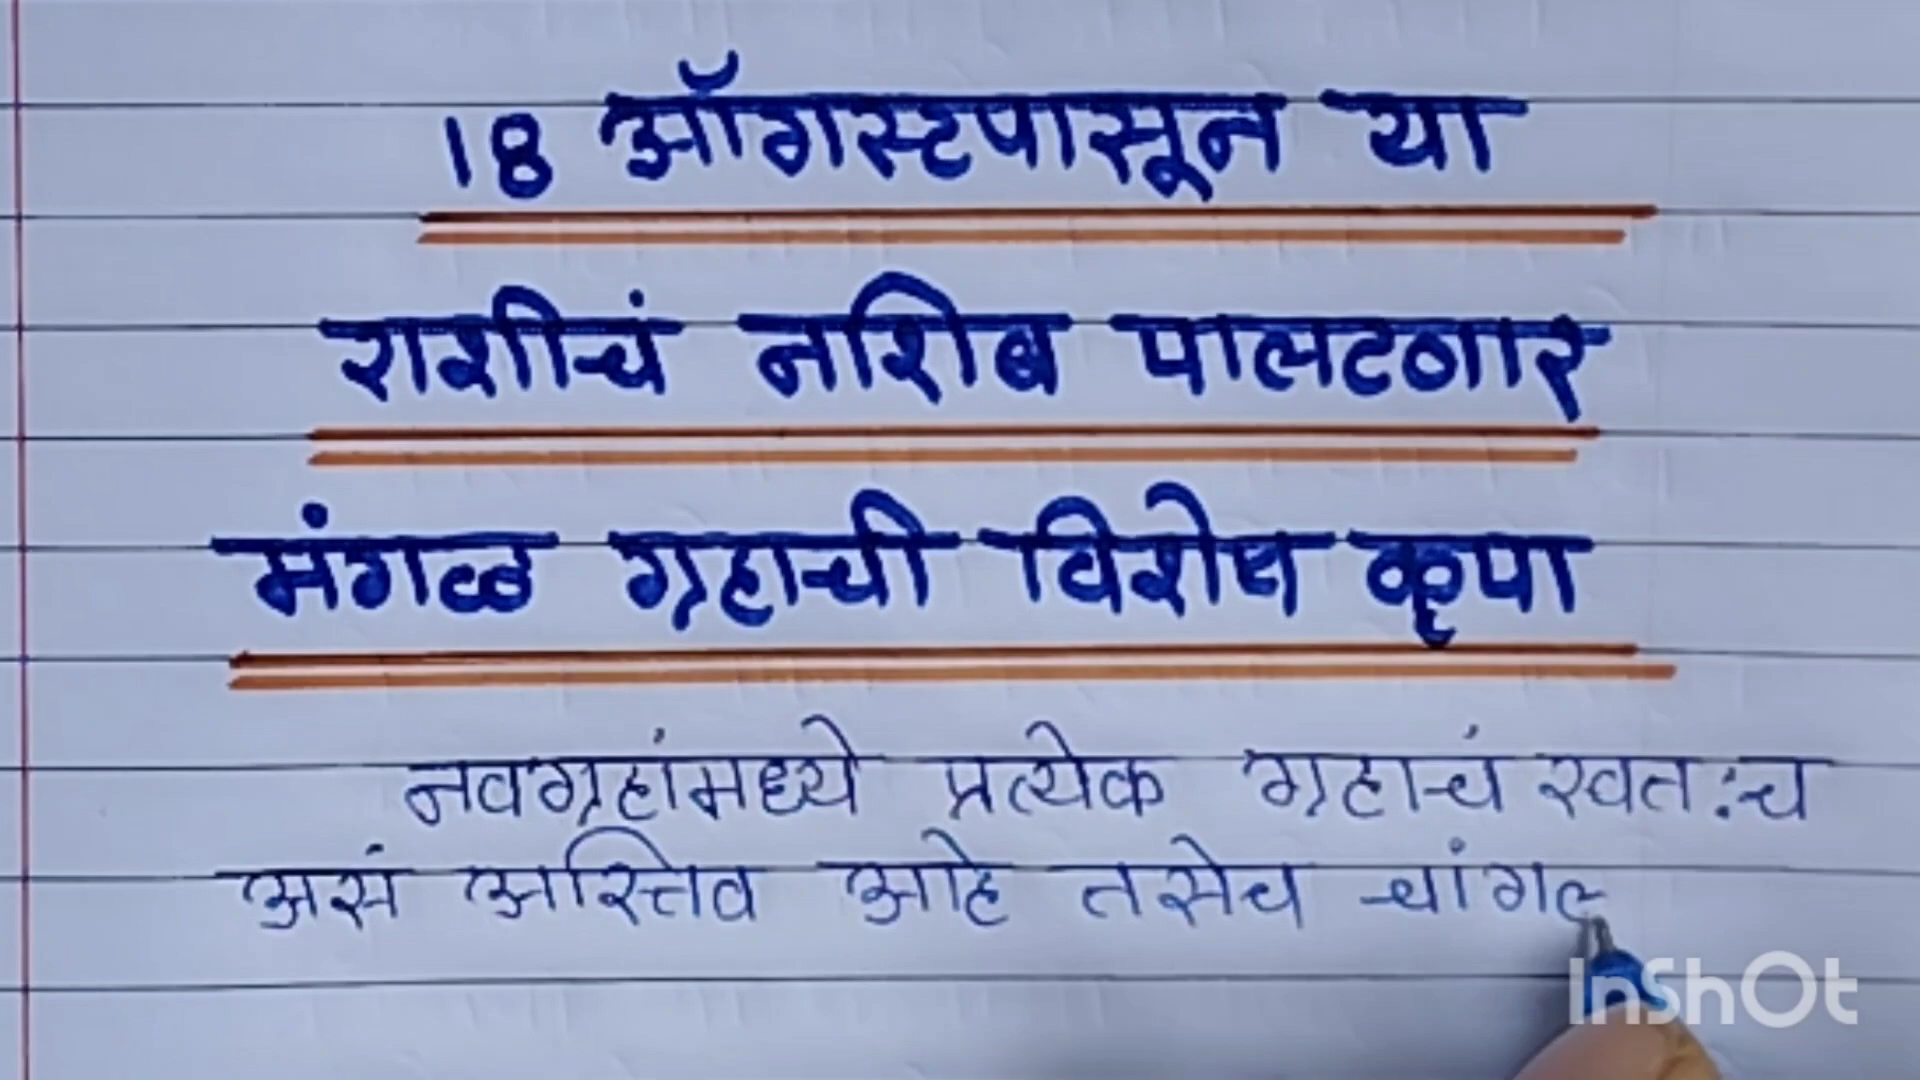 18 ऑगस्टपासून या
राशीचं नशिब पालटणार
मंगळ ग्रहाची विशेष कृपा
नवग्रहांमध्ये प्रत्येक ग्रहाचं स्वतःच
असं अस्तित्व आहे तसेच चांगल
InShOt